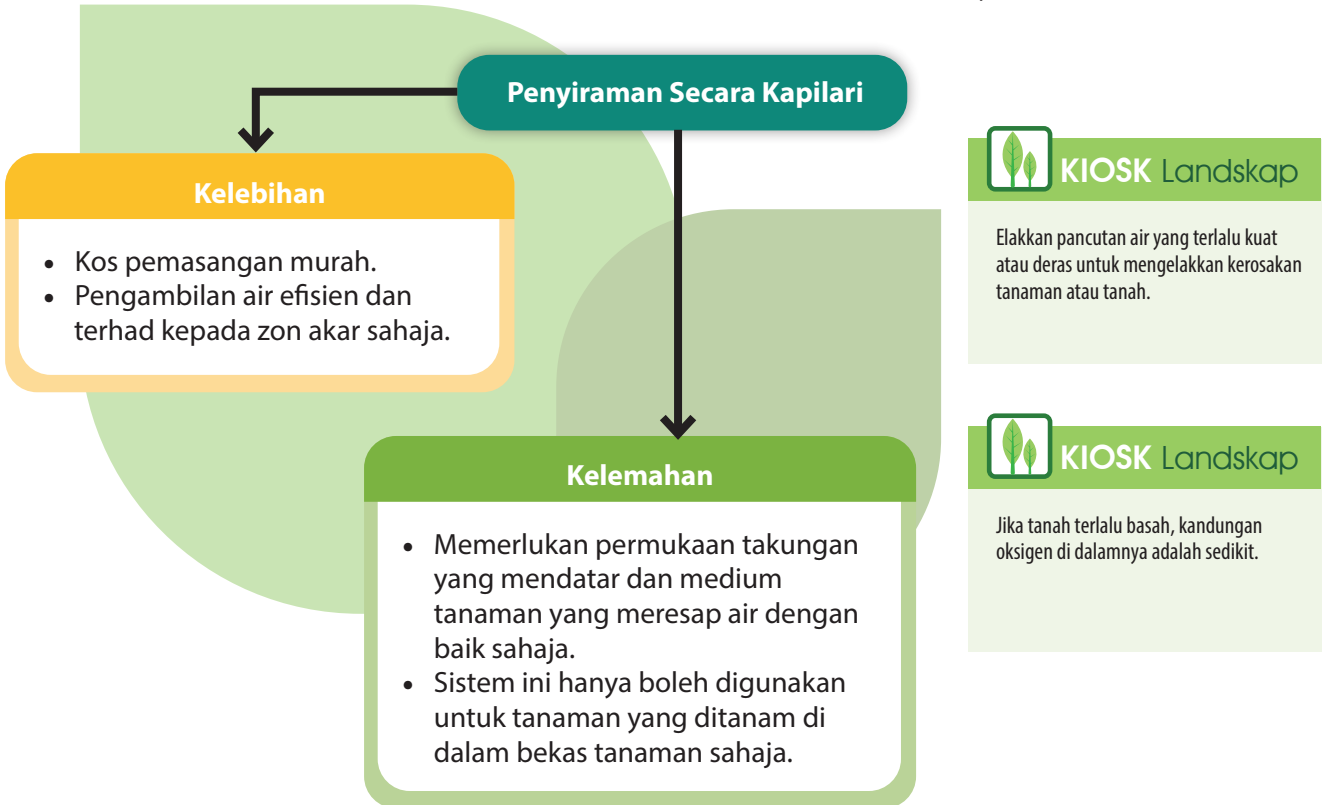 Penyiraman Secara Kapilari
Kelebihan
• Kos pemasangan murah.
• Pengambilan air efisien dan
terhad kepada zon akar sahaja.
Kelemahan
• Memerlukan permukaan takungan
yang mendatar dan medium
tanaman yang meresap air dengan
baik sahaja.
• Sistem ini hanya boleh digunakan
untuk tanaman yang ditanam di
dalam bekas tanaman sahaja.
KIOSK Landskap
Elakkan pancutan air yang terlalu kuat
atau deras untuk mengelakkan kerosakan
tanaman atau tanah.
KIOSK Landskap
Jika tanah terlalu basah, kandungan
oksigen di dalamnya adalah sedikit.